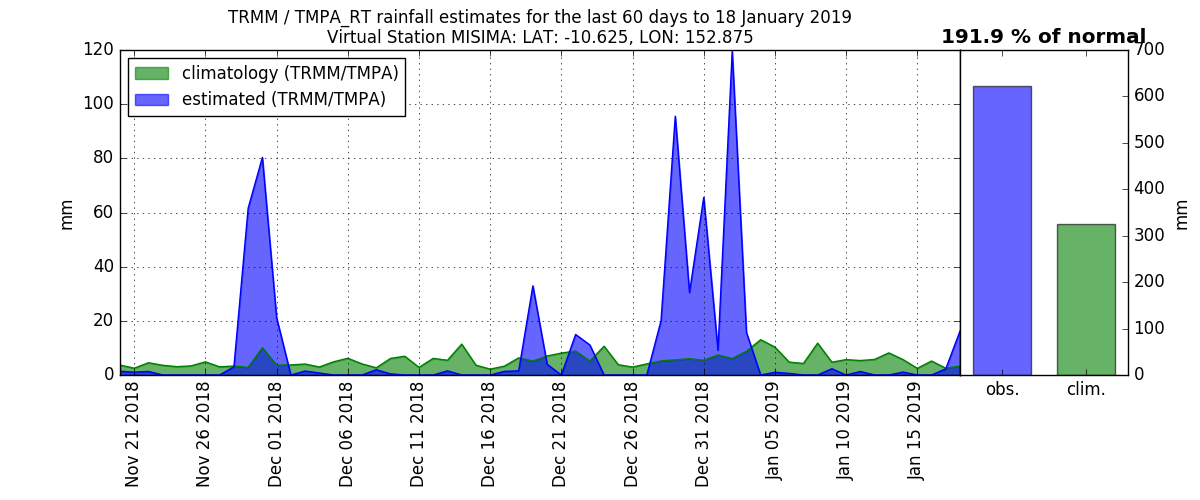 TRMM / TMPA_RT rainfall estimates for the last 60 days to 18 January 2019
Virtual Station MISIMA: LAT: -10.625, LON: 152.875
191.9 % of normal
climatology (TRMM/TMPA)
estimated (TRMM/TMPA)
mm
120
100
80
60
40
20
0
Nov 21 2018
Nov 26 2018
Dec 01 2018
Dec 06 2018
Dec 11 2018
Dec 16 2018
Dec 21 2018
Dec 26 2018
Dec 31 2018
Jan 05 2019
Jan 10 2019
Jan 15 2019
obs.
clim.
700
600
500
400
300
200
100
0
mm